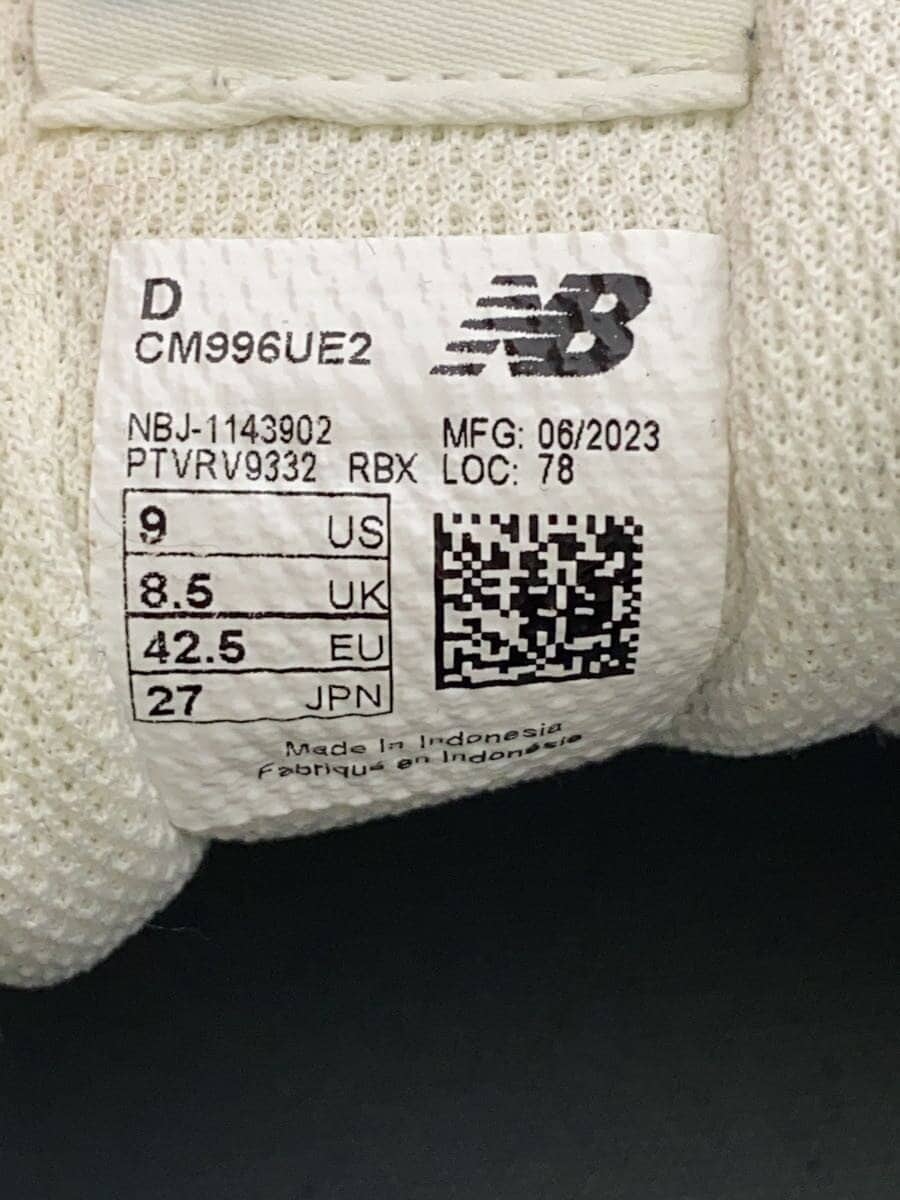 D
CM996UE2
NB
NBJ-1143902 MFG: 06/2023
PTVRV9332 RBX LOC: 78
9 US
8.5 UK
42.5 EU
27 JPN
Made In Indonesia
Fabriqué en Indonésie